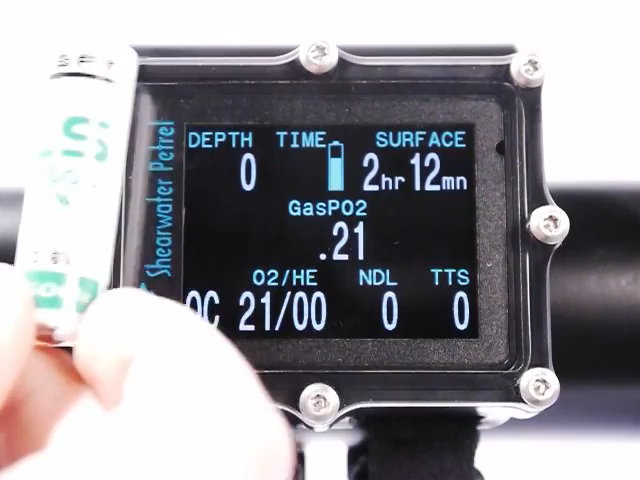 Shearwater Petrel
DEPTH TIME SURFACE
0 2hr 12mn
GasPO2
.21
O2/HE NDL TTS
OC 21/00 0 0